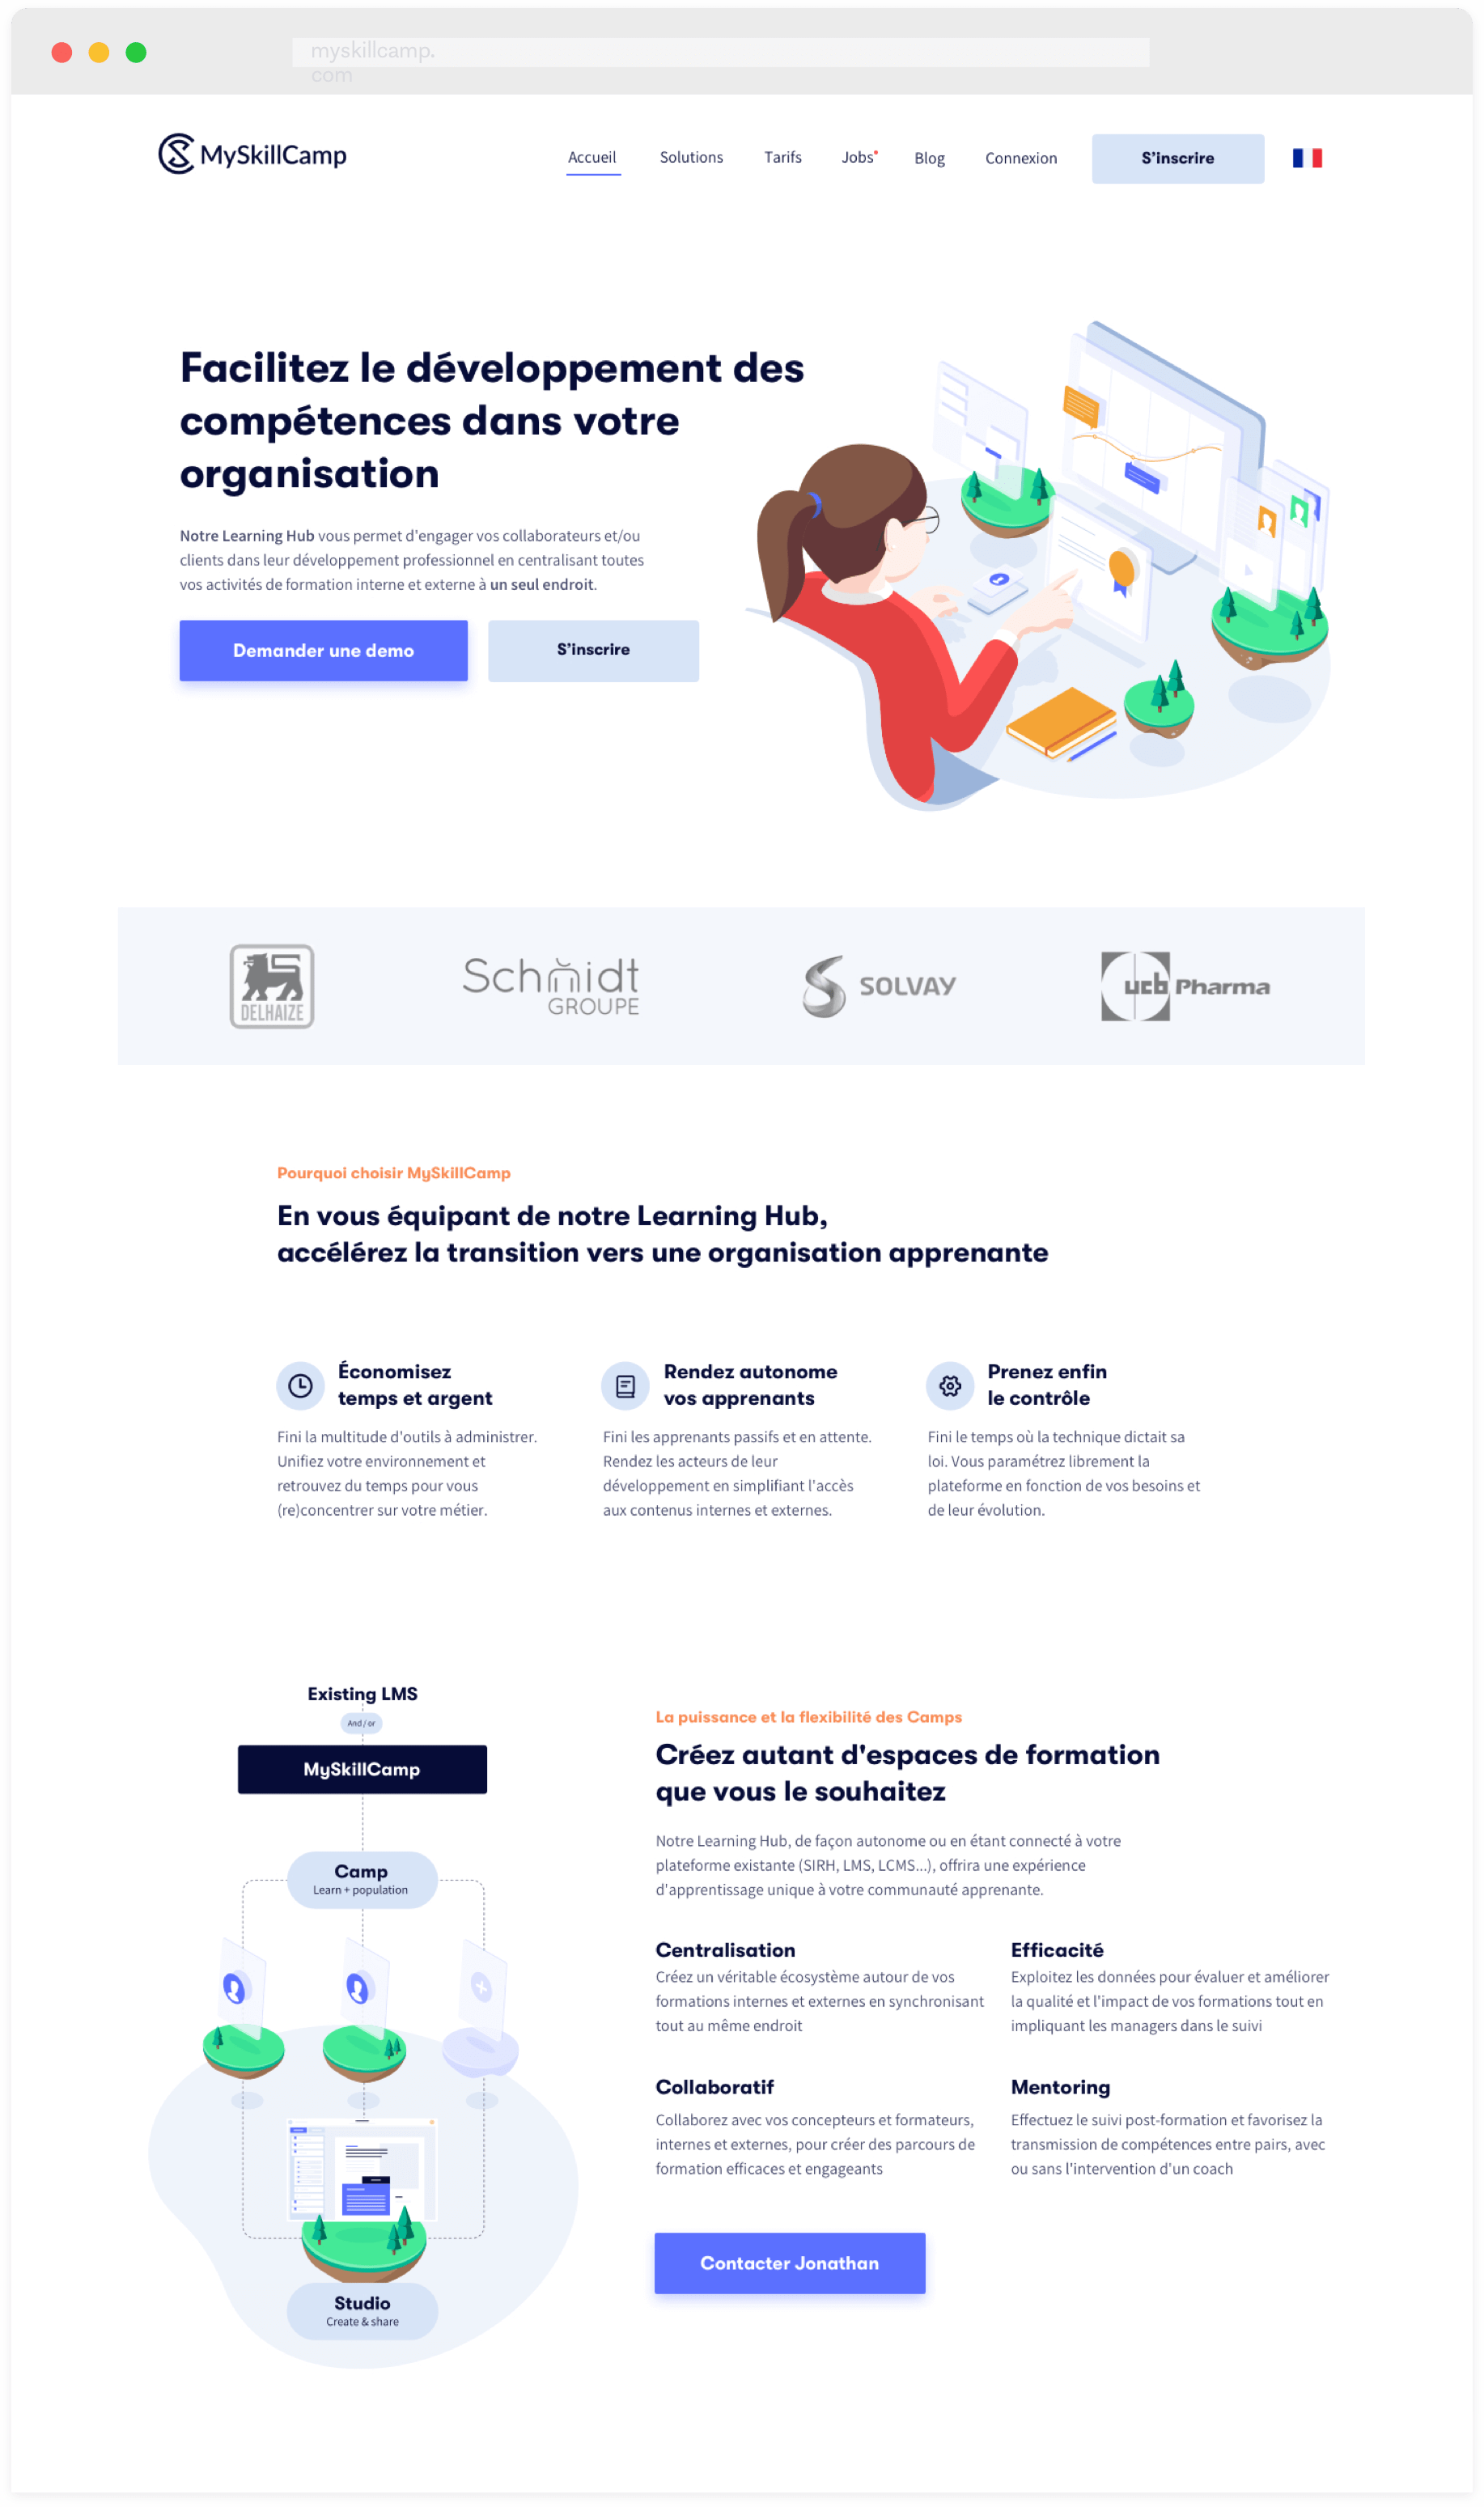 myskillcamp.
com
MySkillCamp
Accueil Solutions Tarifs Jobs Blog Connexion S'inscrire
Facilitez le développement des
compétences dans votre
organisation
Notre Learning Hub vous permet d'engager vos collaborateurs et/ou
clients dans leur développement professionnel en centralisant toutes
vos activités de formation interne et externe à un seul endroit.
Demander une demo S'inscrire
DELHAIZE
Schmidt
GROUPE
SOLVAY
ucb Pharma
Pourquoi choisir MySkillCamp
En vous équipant de notre Learning Hub,
accélérez la transition vers une organisation apprenante
Économisez
temps et argent
Fini la multitude d'outils à administrer.
Unifiez votre environnement et
retrouvez du temps pour vous
(re)concentrer sur votre métier.
Rendez autonome
vos apprenants
Fini les apprenants passifs et en attente.
Rendez les acteurs de leur
développement en simplifiant l'accès
aux contenus internes et externes.
Prenez enfin
le contrôle
Fini le temps où la technique dictait sa
loi. Vous paramétrez librement la
plateforme en fonction de vos besoins et
de leur évolution.
Existing LMS
And / or
MySkillCamp
Camp
Learn + population
Studio
Create & share
La puissance et la flexibilité des Camps
Créez autant d'espaces de formation
que vous le souhaitez
Notre Learning Hub, de façon autonome ou en étant connecté à votre
plateforme existante (SIRH, LMS, LCMS...), offrira une expérience
d'apprentissage unique à votre communauté apprenante.
Centralisation
Créez un véritable écosystème autour de vos
formations internes et externes en synchronisant
tout au même endroit
Efficacité
Exploitez les données pour évaluer et améliorer
la qualité et l'impact de vos formations tout en
impliquant les managers dans le suivi
Collaboratif
Collaborez avec vos concepteurs et formateurs,
internes et externes, pour créer des parcours de
formation efficaces et engageants
Mentoring
Effectuez le suivi post-formation et favorisez la
transmission de compétences entre pairs, avec
ou sans l'intervention d'un coach
Contacter Jonathan